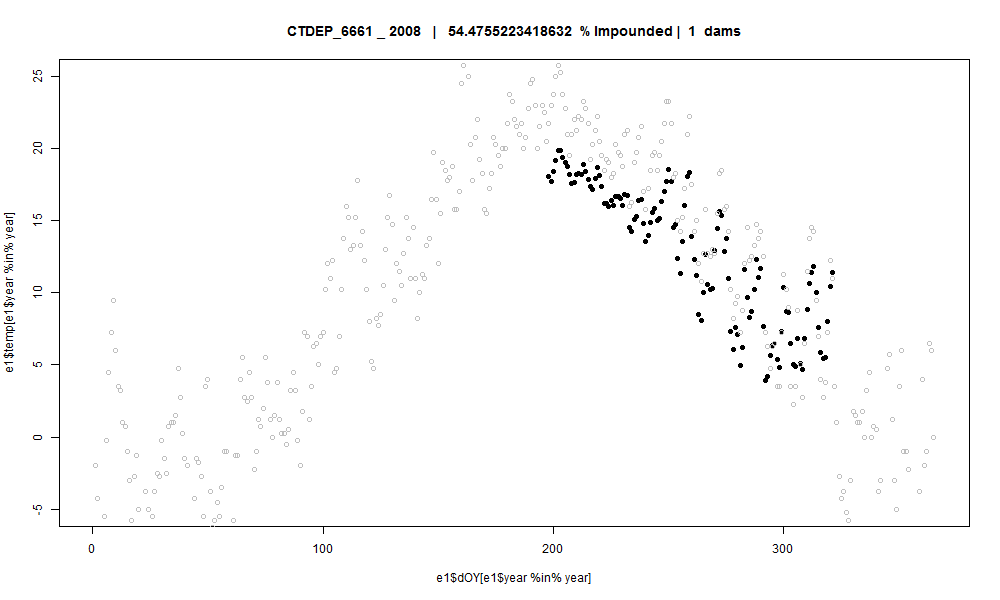 CTDEP_6661 _ 2008 | 54.4755223418632 % Impounded | 1 dams
e1$temp[e1$year %in% year]
25
20
15
10
5
0
-5
0 100 200 300
e1$dOY[e1$year %in% year]